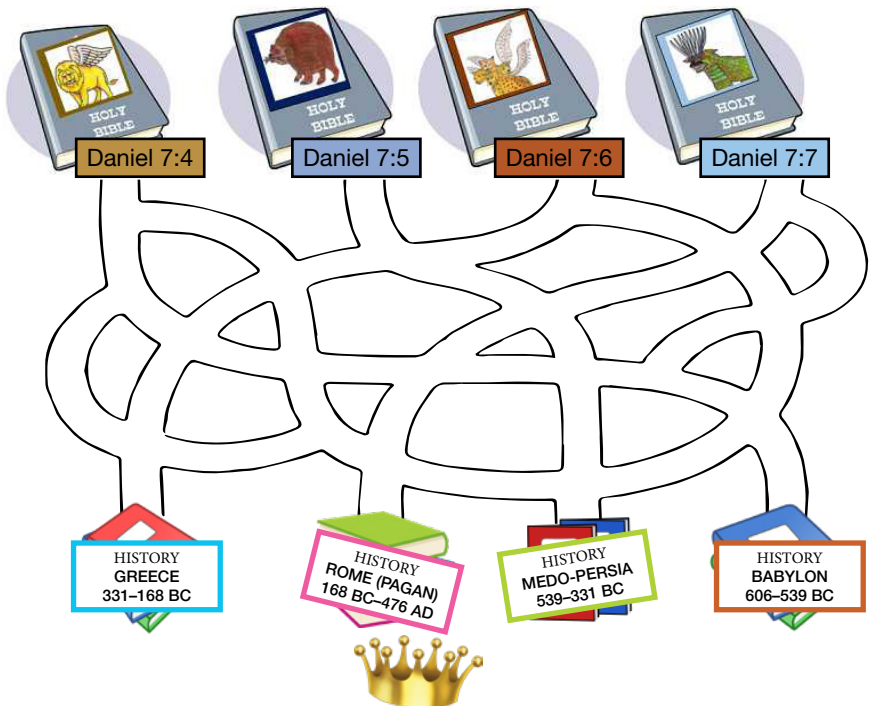 HOLY
BIBLE
Daniel 7:4
HOLY
BIBLE
Daniel 7:5
HOLY
BIBLE
Daniel 7:6
HOLY
BIBLE
Daniel 7:7
HISTORY
GREECE
331–168 BC
HISTORY
ROME (PAGAN)
168 BC–476 AD
HISTORY
MEDO-PERSIA
539–331 BC
HISTORY
BABYLON
606–539 BC